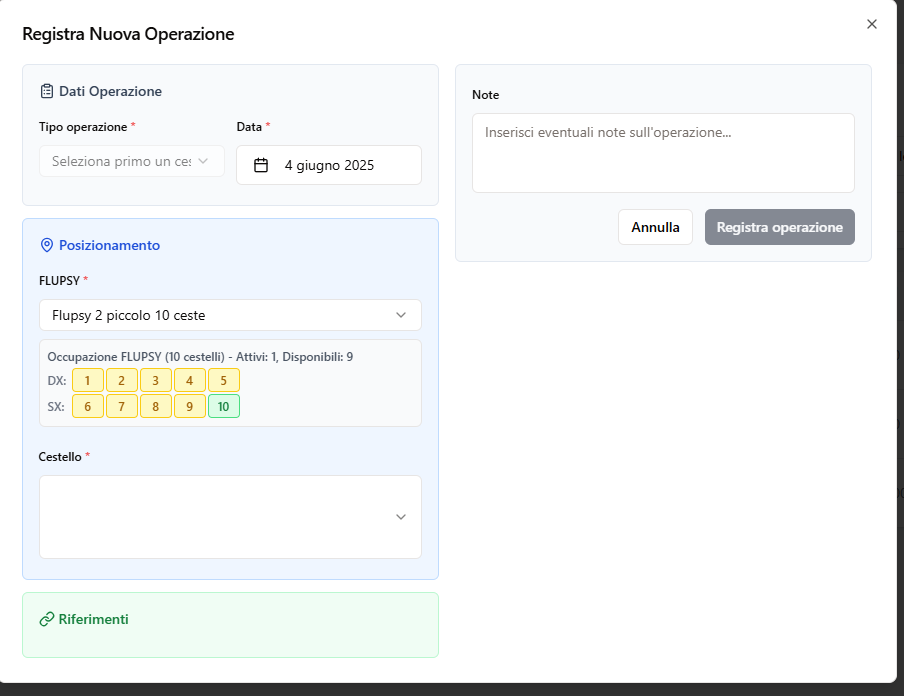 Registra Nuova Operazione
Dati Operazione
Tipo operazione *
Data *
Seleziona primo un ces
4 giugno 2025
Posizionamento
FLUPSY *
Flupsy 2 piccolo 10 ceste
Occupazione FLUPSY (10 cestelli) - Attivi: 1, Disponibili: 9
DX: 1 2 3 4 5
SX: 6 7 8 9 10
Cestello *
Riferimenti
Note
Inserisci eventuali note sull'operazione...
Annulla
Registra operazione